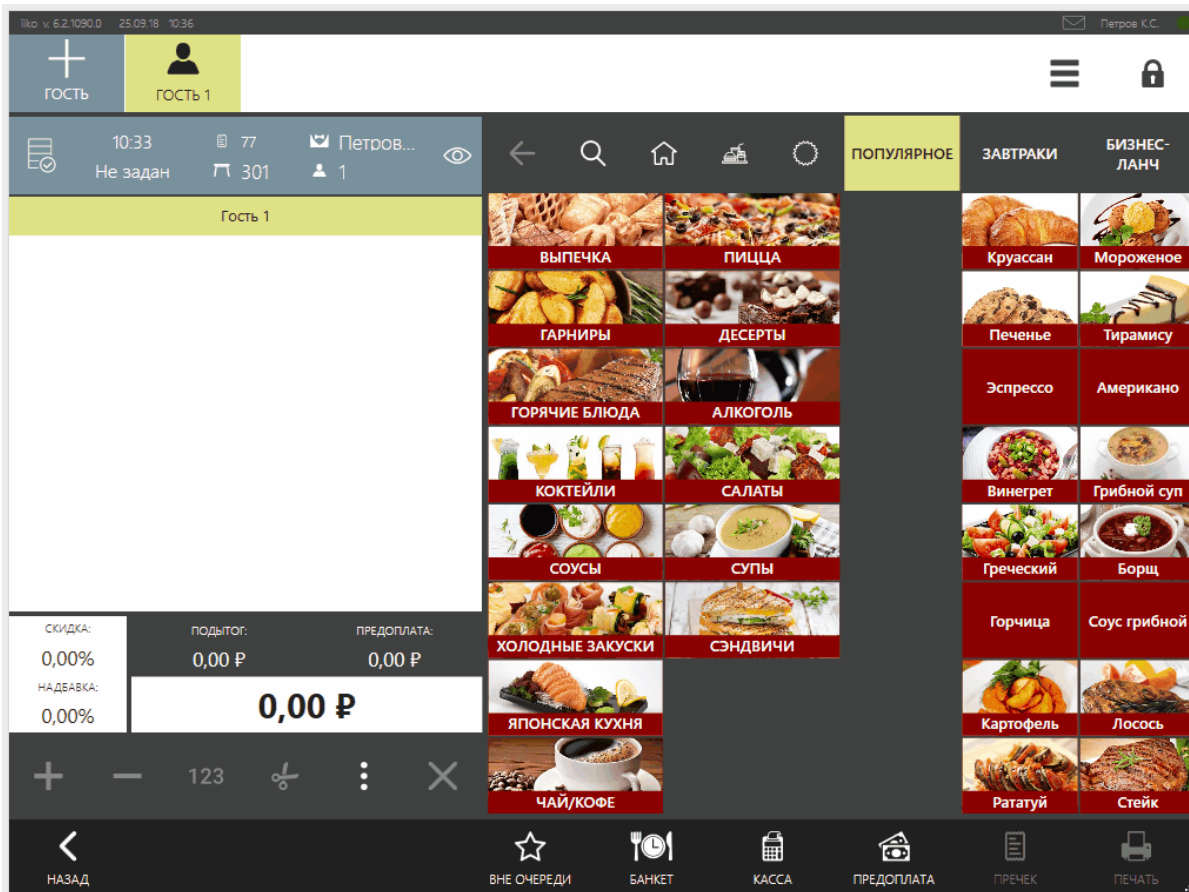 iiko v. 6.2.1090.0 25.09.18 10:36 Петров К.С.
ГОСТЬ
ГОСТЬ 1
10:33 77 Петров...
Не задан 301 1
ПОПУЛЯРНОЕ
ЗАВТРАКИ
БИЗНЕС-
ЛАНЧ
Гость 1
ВЫПЕЧКА ПИЦЦА Круассан Мороженое
ГАРНИРЫ ДЕСЕРТЫ Печенье Тирамису
ГОРЯЧИЕ БЛЮДА АЛКОГОЛЬ Эспрессо Американо
КОКТЕЙЛИ САЛАТЫ Винегрет Грибной суп
СОУСЫ СУПЫ Греческий Борщ
ХОЛОДНЫЕ ЗАКУСКИ СЭНДВИЧИ Горчица Соус грибной
ЯПОНСКАЯ КУХНЯ Картофель Лосось
ЧАЙ/КОФЕ Рататуй Стейк
СКИДКА: ПОДЫТОГ: ПРЕДОПЛАТА:
0,00% 0,00 ₽ 0,00 ₽
НАДБАВКА:
0,00% 0,00 ₽
123
НАЗАД ВНЕ ОЧЕРЕДИ БАНКЕТ КАССА ПРЕДОПЛАТА ПРЕЧЕК ПЕЧАТЬ